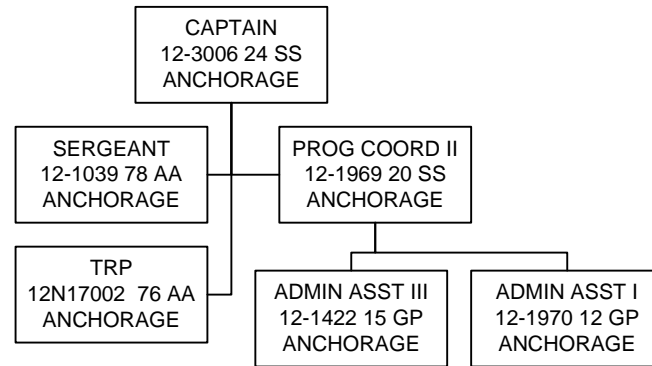 CAPTAIN
12-3006 24 SS
ANCHORAGE
SERGEANT
12-1039 78 AA
ANCHORAGE
PROG COORD II
12-1969 20 SS
ANCHORAGE
TRP
12N17002  76 AA
ANCHORAGE
ADMIN ASST III
12-1422 15 GP
ANCHORAGE
ADMIN ASST I
12-1970 12 GP
ANCHORAGE